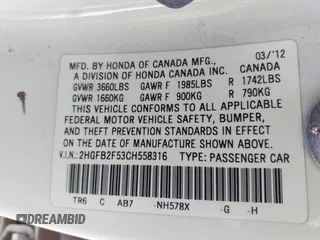 MFD. BY HONDA OF CANADA MFG., 03/'12
A DIVISION OF HONDA CANADA INC. CANADA
GVWR 3660LBS GAWR F 1985LBS R 1742LBS
GVWR 1660KG GAWR F 900KG R 790KG
THIS VEHICLE CONFORMS TO ALL APPLICABLE
FEDERAL MOTOR VEHICLE SAFETY, BUMPER,
AND THEFT PREVENTION STANDARDS IN EFFECT
ON THE DATE OF MANUFACTURE SHOWN ABOVE.
V.I.N.: 2HGFB2F53CH558316 TYPE: PASSENGER CAR
TR6 C AB7 -NH578X -G -H
DREAMBID